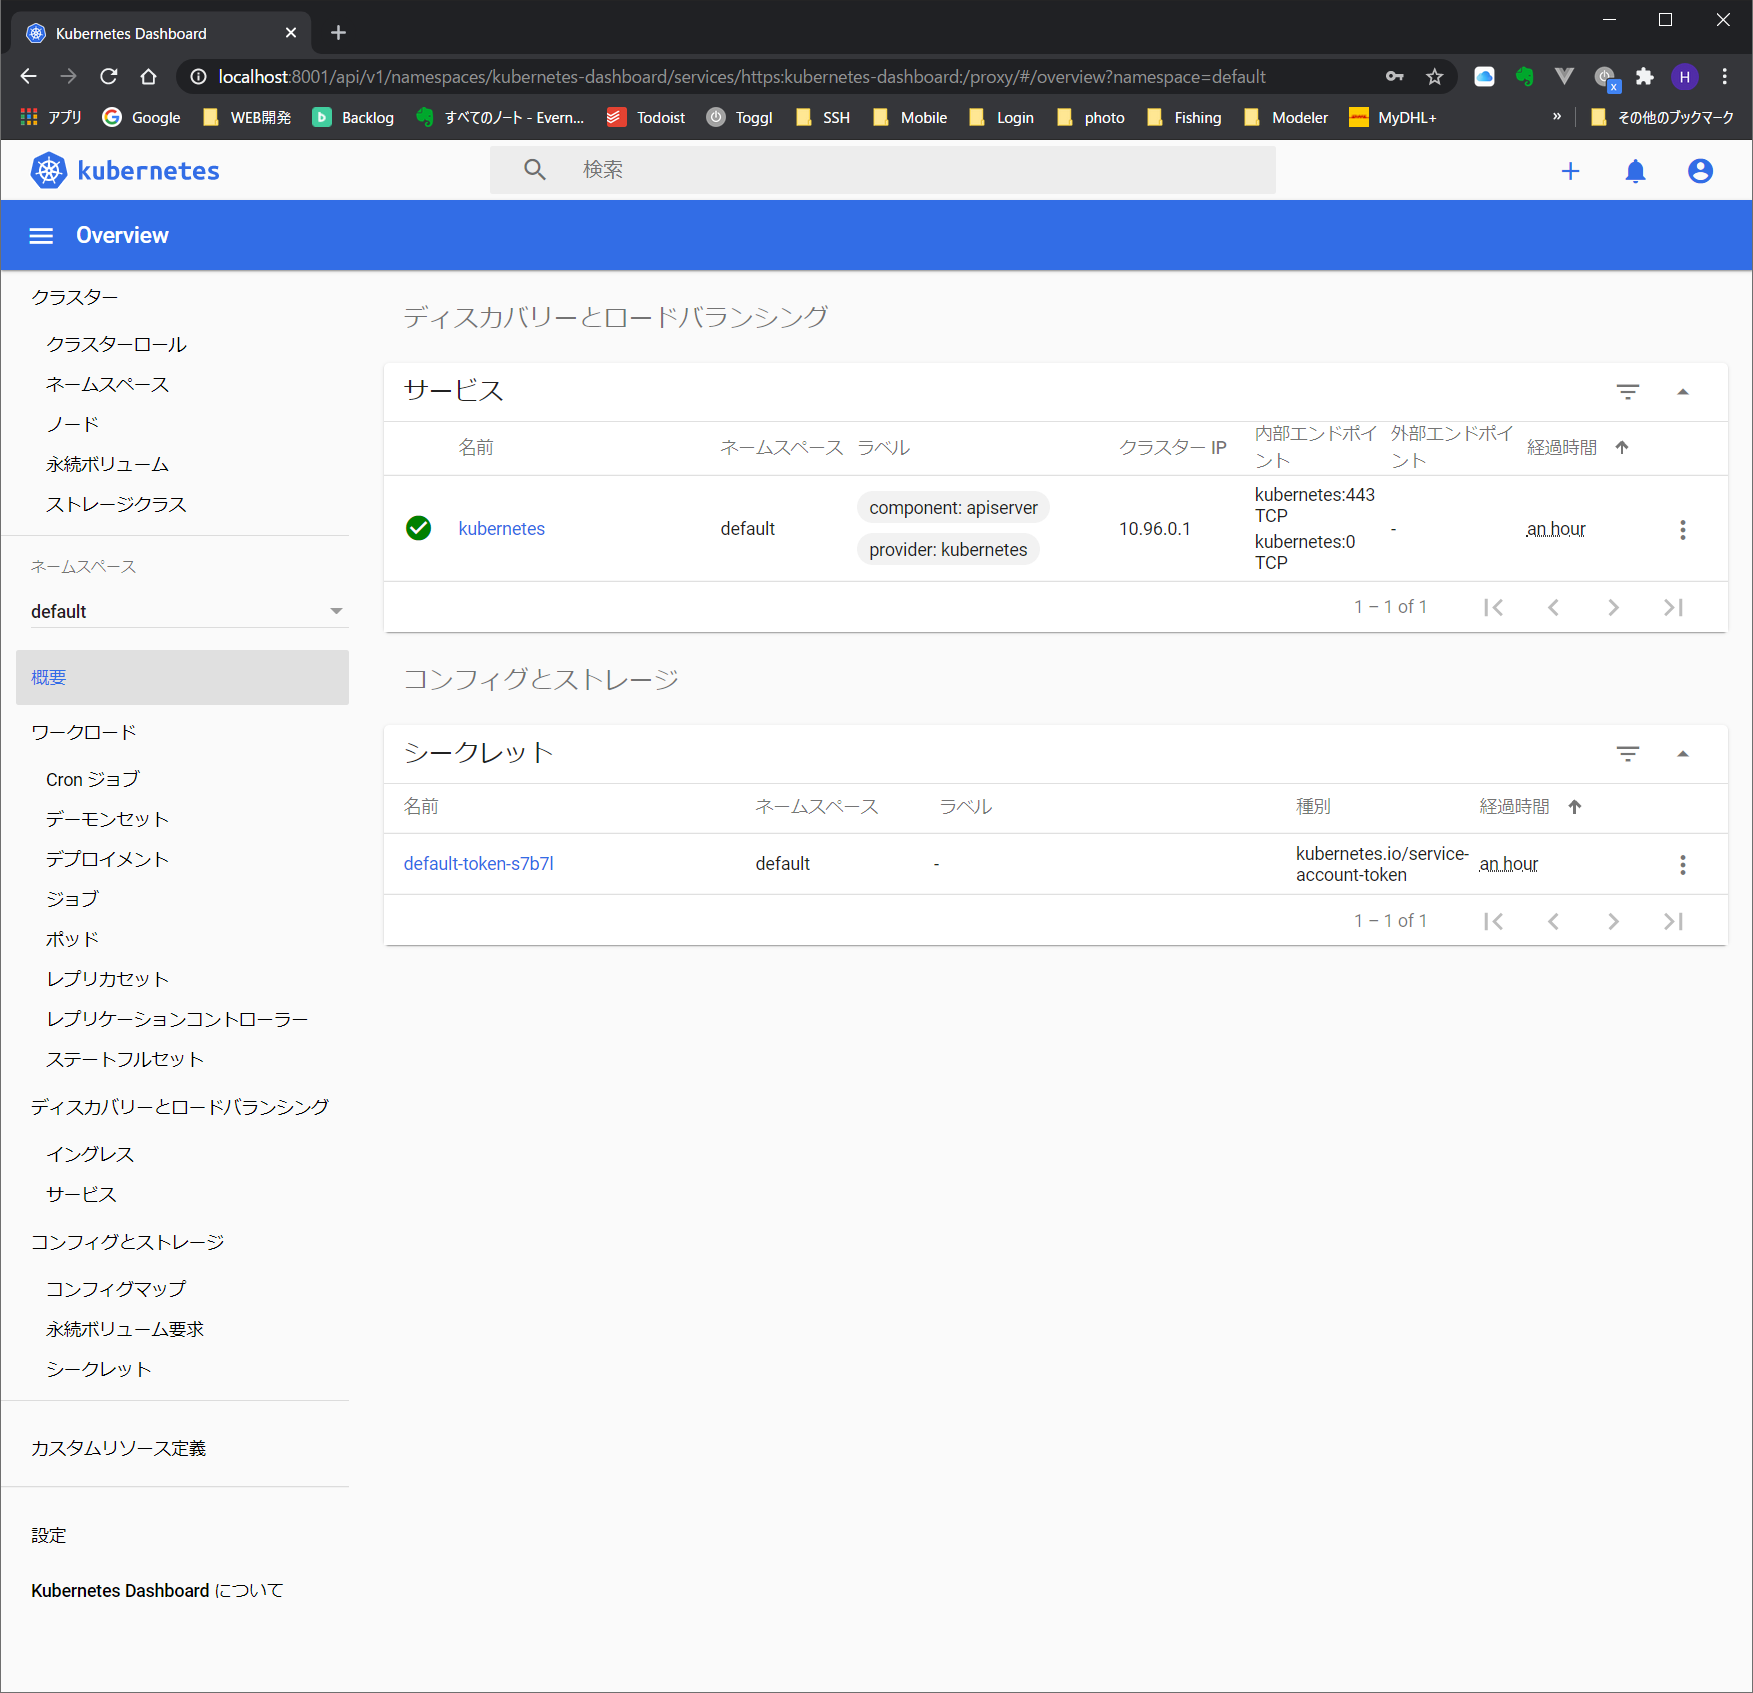 Kubernetes Dashboard
localhost:8001/api/v1/namespaces/kubernetes-dashboard/services/https:kubernetes-dashboard:/proxy/#/overview?namespace=default
H
アプリ Google WEB開発 Backlog すべてのノート - Evern... Todoist Toggl SSH Mobile Login photo Fishing Modeler MyDHL+ » その他のブックマーク
kubernetes
検索
Overview
クラスター
クラスターロール
ネームスペース
ノード
永続ボリューム
ストレージクラス
ネームスペース
default
概要
ワークロード
Cron ジョブ
デーモンセット
デプロイメント
ジョブ
ポッド
レプリカセット
レプリケーションコントローラー
ステートフルセット
ディスカバリーとロードバランシング
イングレス
サービス
コンフィグとストレージ
コンフィグマップ
永続ボリューム要求
シークレット
カスタムリソース定義
設定
Kubernetes Dashboard について
ディスカバリーとロードバランシング
サービス
名前 ネームスペース ラベル クラスター IP 内部エンドポイント 外部エンドポイント 経過時間
kubernetes default component: apiserver provider: kubernetes 10.96.0.1 kubernetes:443 TCP kubernetes:0 TCP - an hour
1 – 1 of 1
コンフィグとストレージ
シークレット
名前 ネームスペース ラベル 種別 経過時間
default-token-s7b7l default - kubernetes.io/service-account-token an hour
1 – 1 of 1